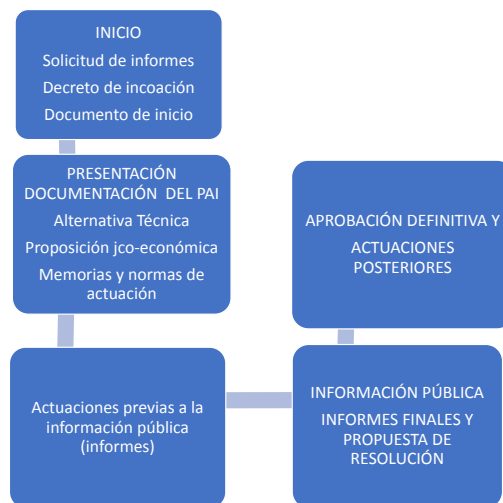 INICIO
Solicitud de informes
Decreto de incoación
Documento de inicio
PRESENTACIÓN
DOCUMENTACIÓN DEL PAI
Alternativa Técnica
Proposición jco-económica
Memorias y normas de
actuación
Actuaciones previas a la
información pública
(informes)
INFORMACIÓN PÚBLICA
INFORMES FINALES Y
PROPUESTA DE
RESOLUCIÓN
APROBACIÓN DEFINITIVA Y
ACTUACIONES
POSTERIORES